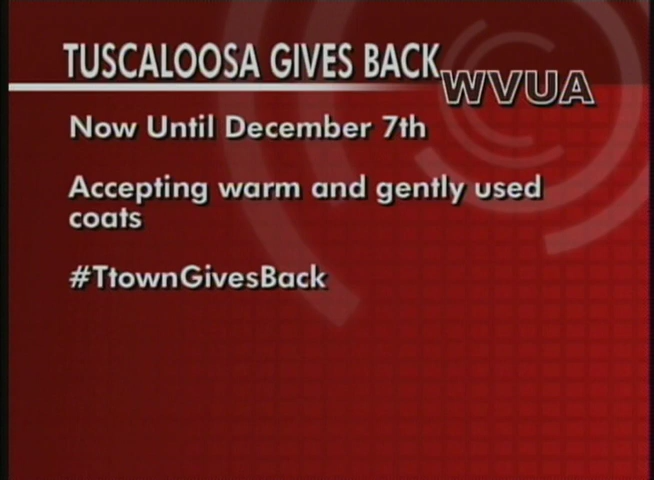 TUSCALOOSA GIVES BACK
WVUA
Now Until December 7th
Accepting warm and gently used
coats
#TtownGivesBack